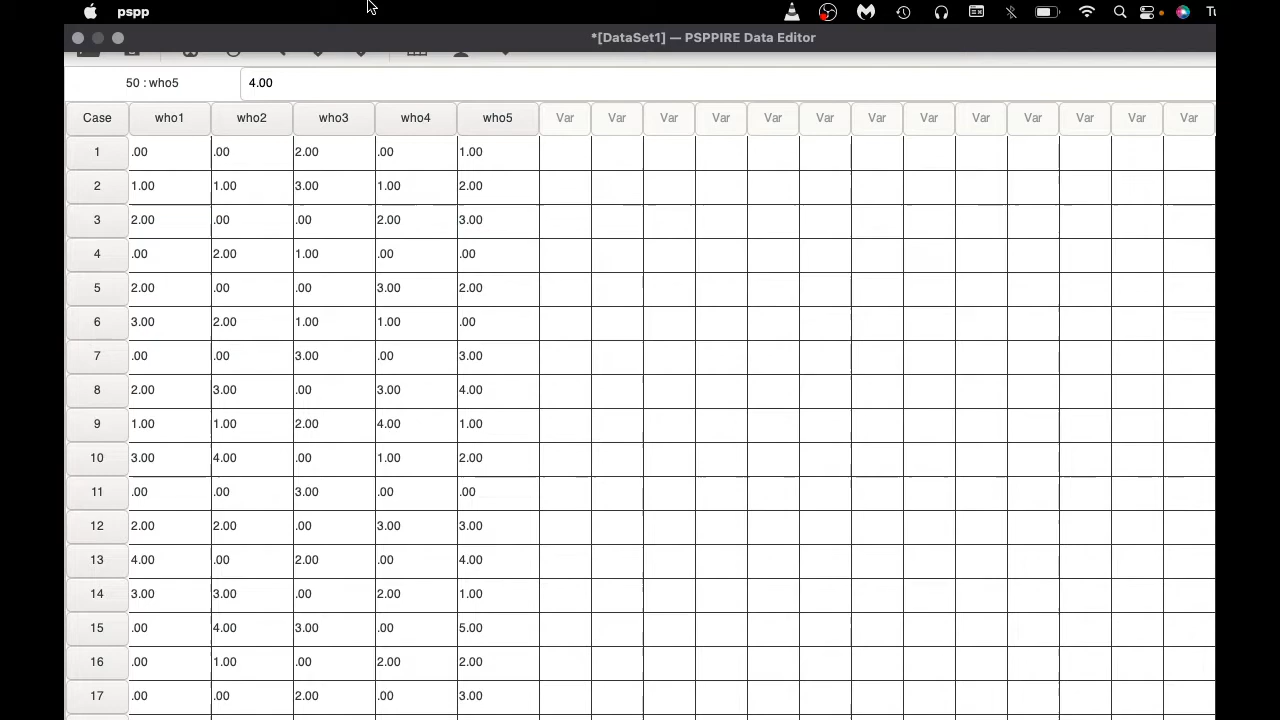 pspp Tu
*[DataSet1] — PSPPIRE Data Editor
50 : who5 4.00
Case who1 who2 who3 who4 who5 Var Var Var Var Var Var Var Var Var Var Var Var Var
1 .00 .00 2.00 .00 1.00
2 1.00 1.00 3.00 1.00 2.00
3 2.00 .00 .00 2.00 3.00
4 .00 2.00 1.00 .00 .00
5 2.00 .00 .00 3.00 2.00
6 3.00 2.00 1.00 1.00 .00
7 .00 .00 3.00 .00 3.00
8 2.00 3.00 .00 3.00 4.00
9 1.00 1.00 2.00 4.00 1.00
10 3.00 4.00 .00 1.00 2.00
11 .00 .00 3.00 .00 .00
12 2.00 2.00 .00 3.00 3.00
13 4.00 .00 2.00 .00 4.00
14 3.00 3.00 .00 2.00 1.00
15 .00 4.00 3.00 .00 5.00
16 .00 1.00 .00 2.00 2.00
17 .00 .00 2.00 .00 3.00